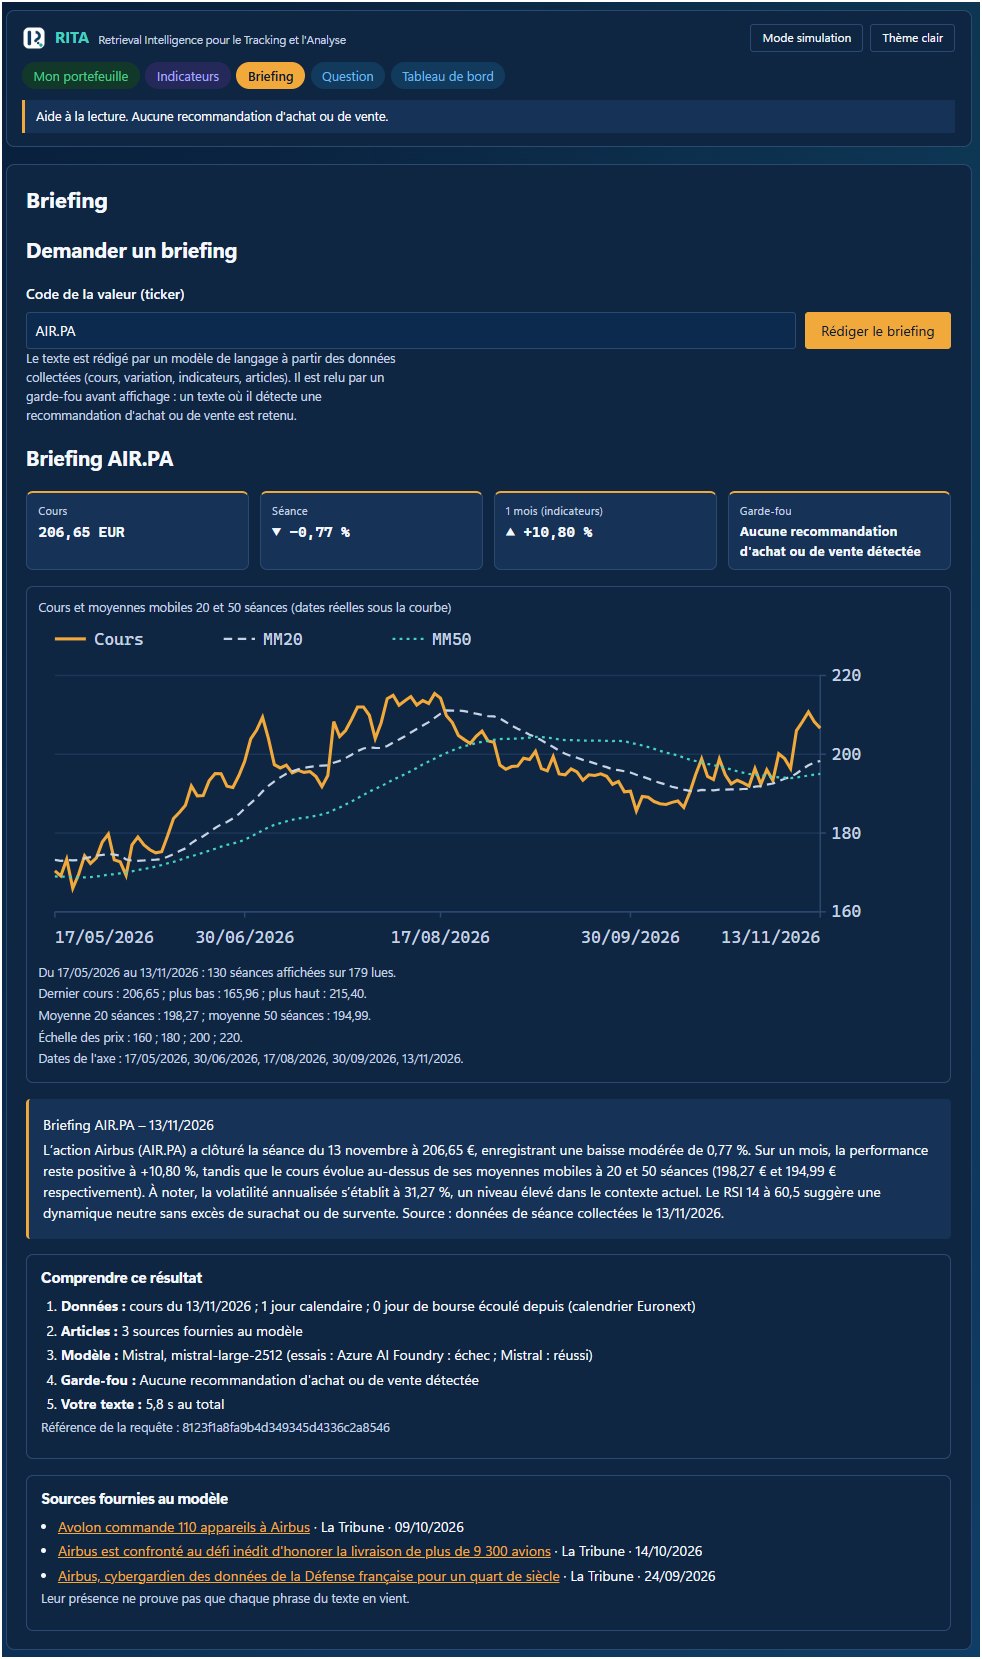 RITA Retrieval Intelligence pour le Tracking et l'Analyse
Mode simulation
Thème clair
Mon portefeuille
Indicateurs
Briefing
Question
Tableau de bord
Aide à la lecture. Aucune recommandation d'achat ou de vente.
Briefing
Demander un briefing
Code de la valeur (ticker)
AIR.PA
Rédiger le briefing
Le texte est rédigé par un modèle de langage à partir des données
collectées (cours, variation, indicateurs, articles). Il est relu par un
garde-fou avant affichage : un texte où il détecte une
recommandation d'achat ou de vente est retenu.
Briefing AIR.PA
Cours
206,65 EUR
Séance
▼ −0,77 %
1 mois (indicateurs)
▲ +10,80 %
Garde-fou
Aucune recommandation
d'achat ou de vente détectée
Cours et moyennes mobiles 20 et 50 séances (dates réelles sous la courbe)
Cours
MM20
MM50
220
200
180
160
17/05/2026
30/06/2026
17/08/2026
30/09/2026
13/11/2026
Du 17/05/2026 au 13/11/2026 : 130 séances affichées sur 179 lues.
Dernier cours : 206,65 ; plus bas : 165,96 ; plus haut : 215,40.
Moyenne 20 séances : 198,27 ; moyenne 50 séances : 194,99.
Échelle des prix : 160 ; 180 ; 200 ; 220.
Dates de l'axe : 17/05/2026, 30/06/2026, 17/08/2026, 30/09/2026, 13/11/2026.
Briefing AIR.PA – 13/11/2026
L'action Airbus (AIR.PA) a clôturé la séance du 13 novembre à 206,65 €, enregistrant une baisse modérée de 0,77 %. Sur un mois, la performance
reste positive à +10,80 %, tandis que le cours évolue au-dessus de ses moyennes mobiles à 20 et 50 séances (198,27 € et 194,99 €
respectivement). À noter, la volatilité annualisée s'établit à 31,27 %, un niveau élevé dans le contexte actuel. Le RSI 14 à 60,5 suggère une
dynamique neutre sans excès de surachat ou de survente. Source : données de séance collectées le 13/11/2026.
Comprendre ce résultat
1. Données : cours du 13/11/2026 ; 1 jour calendaire ; 0 jour de bourse écoulé depuis (calendrier Euronext)
2. Articles : 3 sources fournies au modèle
3. Modèle : Mistral, mistral-large-2512 (essais : Azure AI Foundry : échec ; Mistral : réussi)
4. Garde-fou : Aucune recommandation d'achat ou de vente détectée
5. Votre texte : 5,8 s au total
Référence de la requête : 8123f1a8fa9b4d349345d4336c2a8546
Sources fournies au modèle
• Avolon commande 110 appareils à Airbus · La Tribune · 09/10/2026
• Airbus est confronté au défi inédit d'honorer la livraison de plus de 9 300 avions · La Tribune · 14/10/2026
• Airbus, cybergardien des données de la Défense française pour un quart de siècle · La Tribune · 24/09/2026
Leur présence ne prouve pas que chaque phrase du texte en vient.